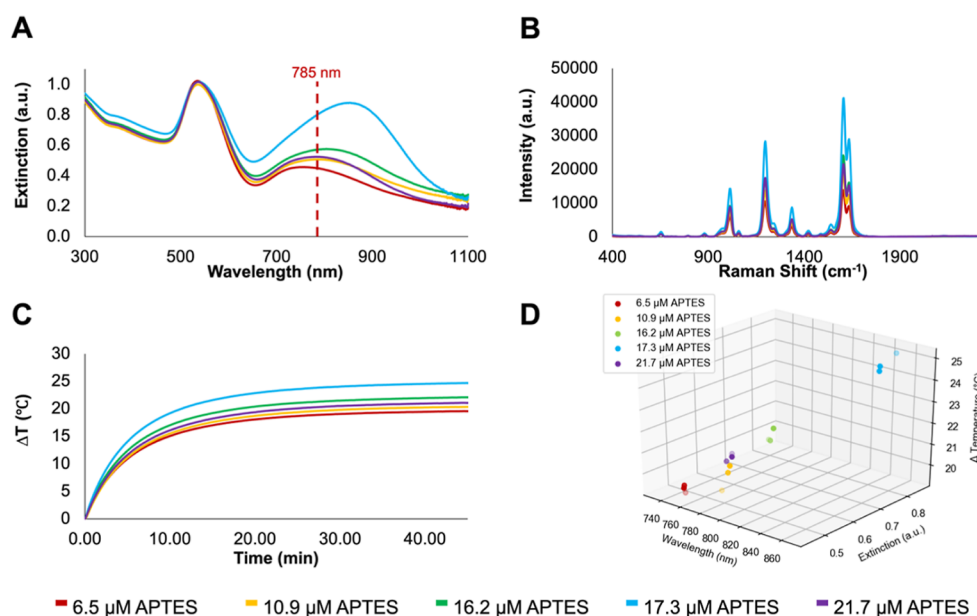 A
785 nm
Extinction (a.u.)
1.0
0.8
0.6
0.4
0.2
0.0
300 500 700 900 1100
Wavelength (nm)
B
Intensity (a.u.)
50000
40000
30000
20000
10000
0
400 900 1400 1900
Raman Shift (cm⁻¹)
C
ΔT (°C)
30
25
20
15
10
5
0
0.00 10.00 20.00 30.00 40.00
Time (min)
D
6.5 µM APTES
10.9 µM APTES
16.2 µM APTES
17.3 µM APTES
21.7 µM APTES
25
24
23
22
21
20
Δ Temperature (°C)
740 760 780 800 820 840 860
Wavelength (nm)
0.5 0.6 0.7 0.8
Extinction (a.u.)
6.5 µM APTES 10.9 µM APTES 16.2 µM APTES 17.3 µM APTES 21.7 µM APTES